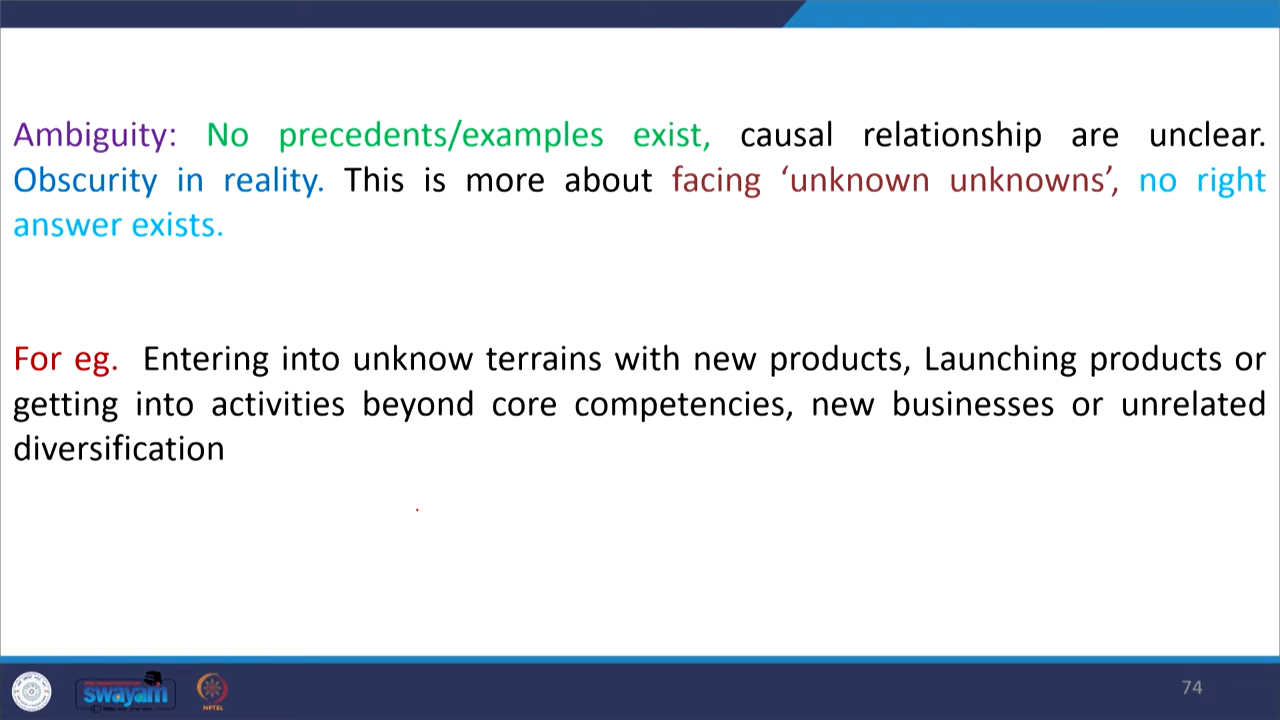 Ambiguity: No precedents/examples exist, causal relationship are unclear.
Obscurity in reality. This is more about facing ‘unknown unknowns’, no right
answer exists.
For eg. Entering into unknow terrains with new products, Launching products or
getting into activities beyond core competencies, new businesses or unrelated
diversification
swayam
NPTEL
74